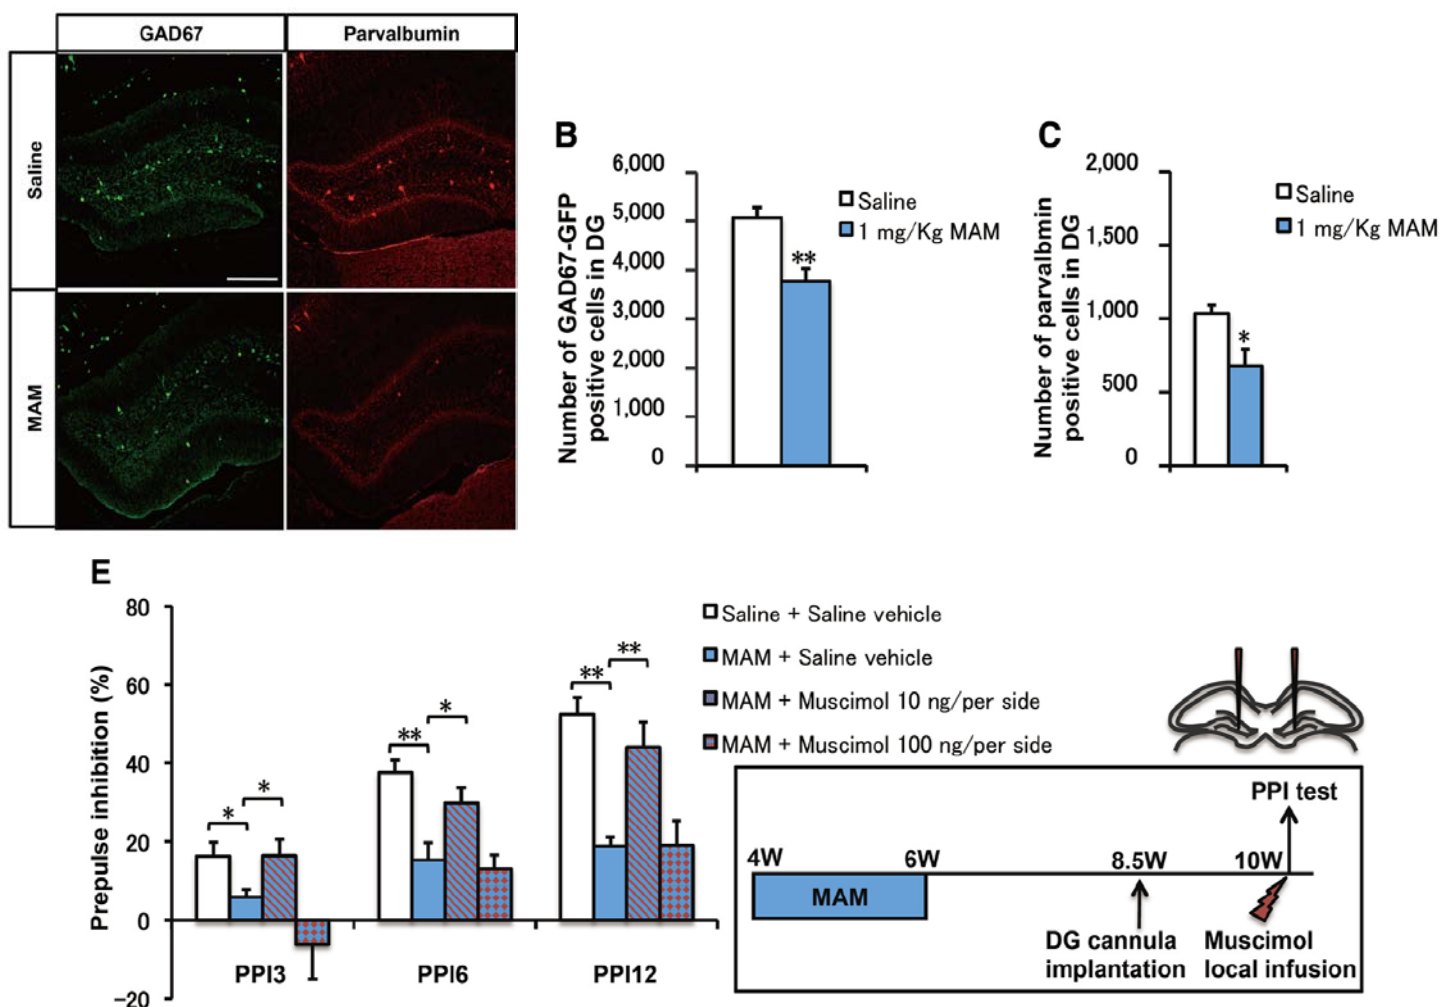 GAD67
Parvalbumin
Saline
MAM
B
Number of GAD67-GFP
positive cells in DG
6,000
5,000
4,000
3,000
2,000
1,000
0
**
Saline
1 mg/Kg MAM
C
Number of parvalbmin
positive cells in DG
2,000
1,500
1,000
500
0
*
Saline
1 mg/Kg MAM
E
Prepulse inhibition (%)
80
60
40
20
0
−20
* *
** *
** **
PPI3 PPI6 PPI12
Saline + Saline vehicle
MAM + Saline vehicle
MAM + Muscimol 10 ng/per side
MAM + Muscimol 100 ng/per side
PPI test
4W 6W 8.5W 10W
MAM
DG cannula
implantation
Muscimol
local infusion